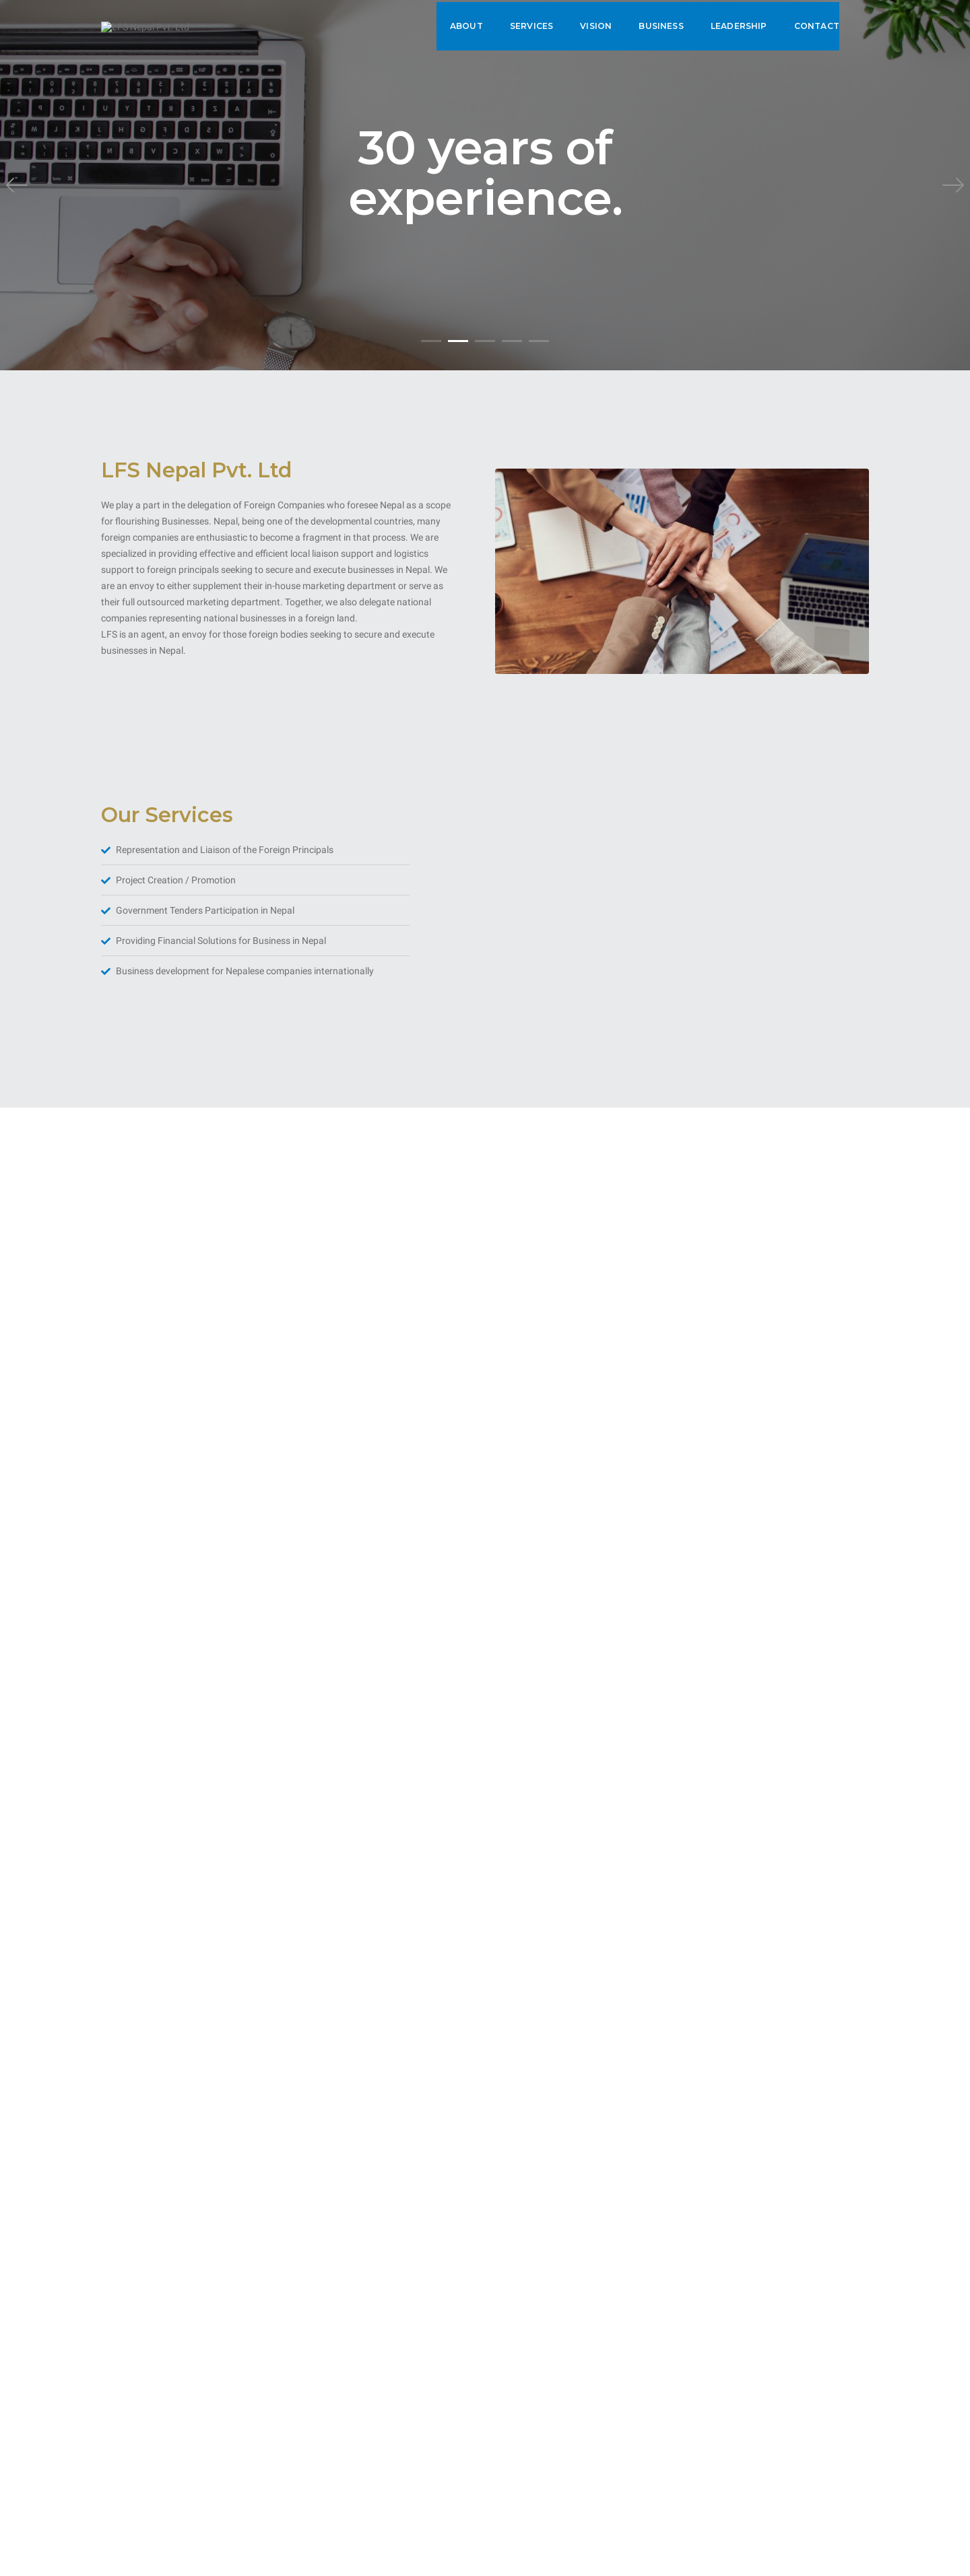 LFS Nepal Pvt. Ltd
ABOUT SERVICES VISION BUSINESS LEADERSHIP CONTACT
30 years of
experience.
LFS Nepal Pvt. Ltd
We play a part in the delegation of Foreign Companies who foresee Nepal as a scope
for flourishing Businesses. Nepal, being one of the developmental countries, many
foreign companies are enthusiastic to become a fragment in that process. We are
specialized in providing effective and efficient local liaison support and logistics
support to foreign principals seeking to secure and execute businesses in Nepal. We
are an envoy to either supplement their in-house marketing department or serve as
their full outsourced marketing department. Together, we also delegate national
companies representing national businesses in a foreign land.
LFS is an agent, an envoy for those foreign bodies seeking to secure and execute
businesses in Nepal.
Our Services
Representation and Liaison of the Foreign Principals
Project Creation / Promotion
Government Tenders Participation in Nepal
Providing Financial Solutions for Business in Nepal
Business development for Nepalese companies internationally